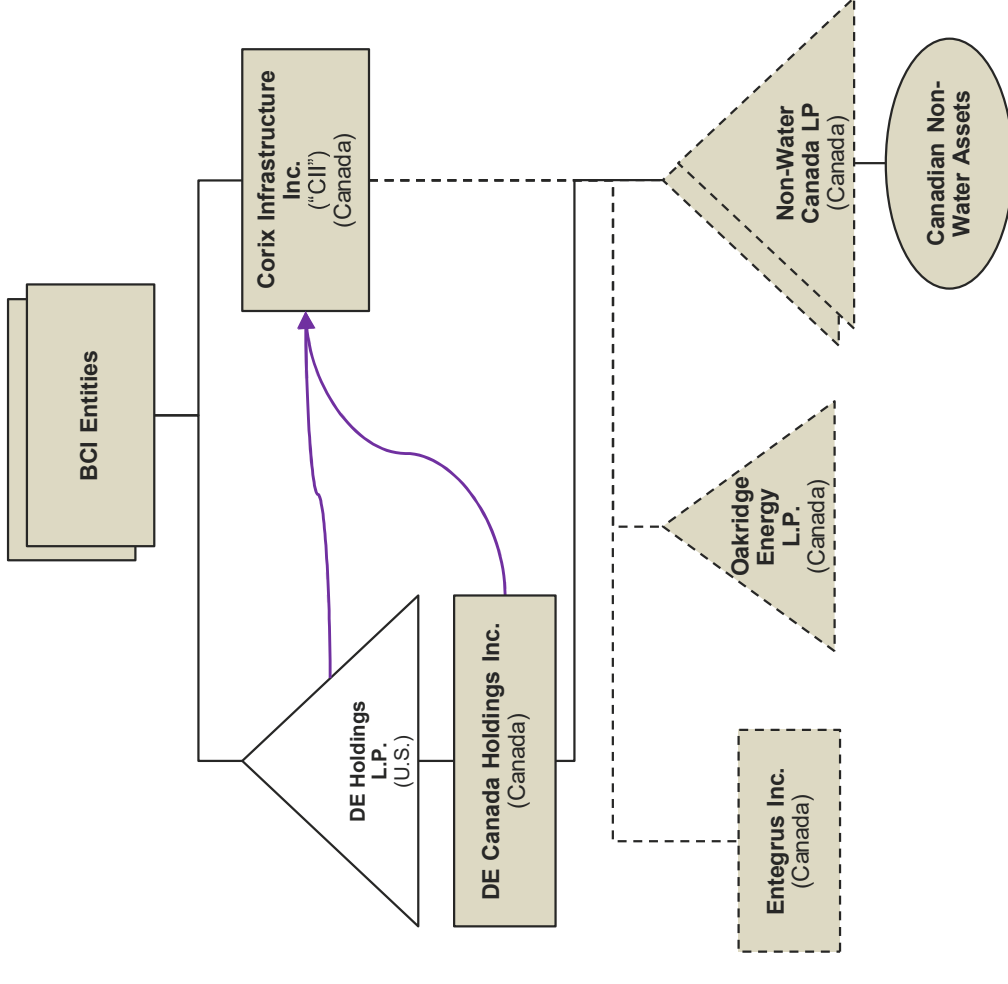 BCI Entities
DE Holdings
L.P.
(U.S.)
Corix Infrastructure
Inc.
(“CII”)
(Canada)
DE Canada Holdings Inc.
(Canada)
Entegrus Inc.
(Canada)
Oakridge
Energy
L.P.
(Canada)
Non-Water
Canada LP
(Canada)
Canadian Non-
Water Assets